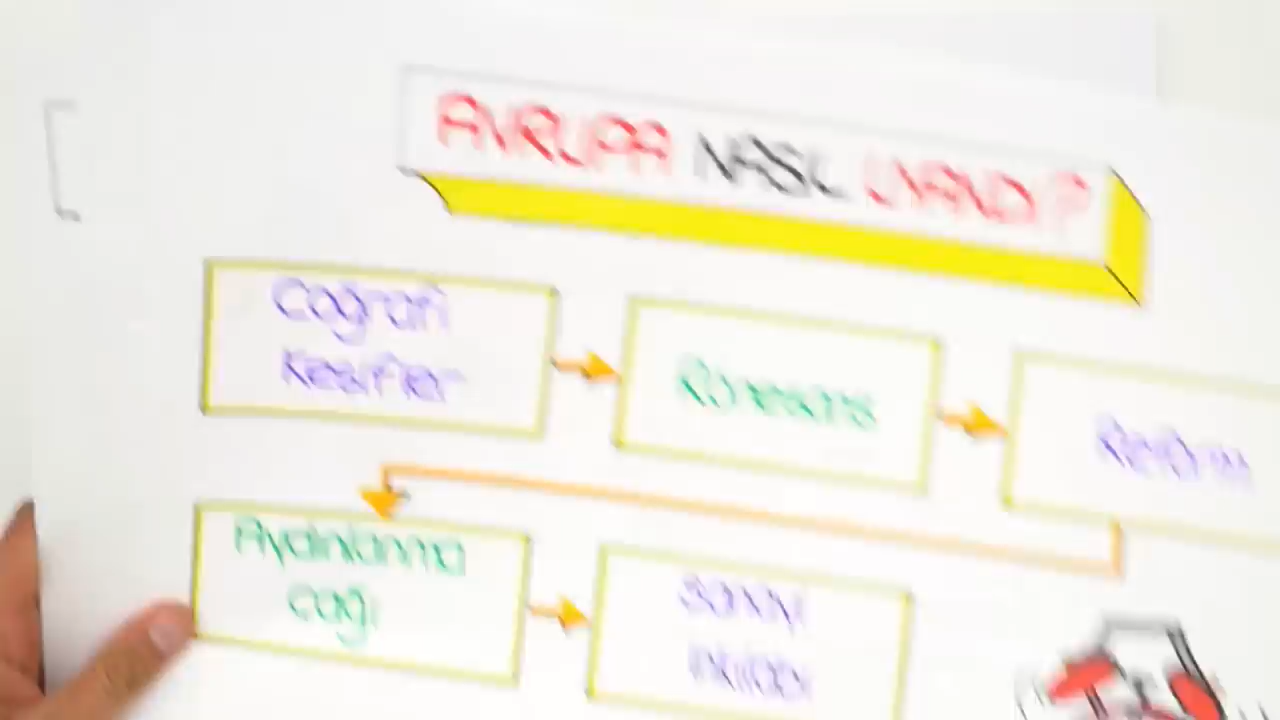 AVRUPA NASIL UYANDI?
Coğrafi
Keşifler
Rönesans
Reform
Aydınlanma
Çağı
Sanayi
İnkılabı